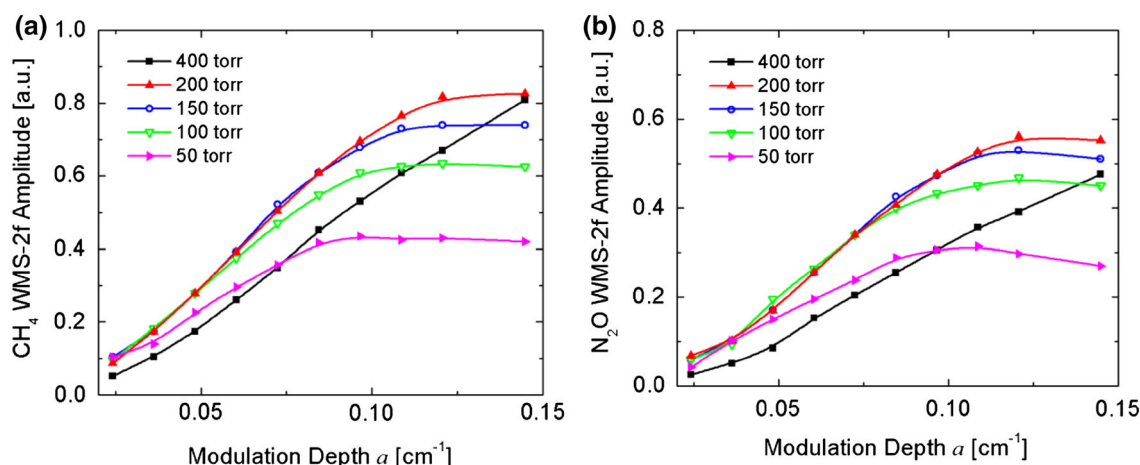 (a)
CH4 WMS-2f Amplitude [a.u.]
1.0
0.8
0.6
0.4
0.2
0.0
400 torr
200 torr
150 torr
100 torr
50 torr
0.05
0.10
0.15
Modulation Depth a [cm-1]
(b)
N2O WMS-2f Amplitude [a.u.]
0.8
0.6
0.4
0.2
0.0
400 torr
200 torr
150 torr
100 torr
50 torr
0.05
0.10
0.15
Modulation Depth a [cm-1]